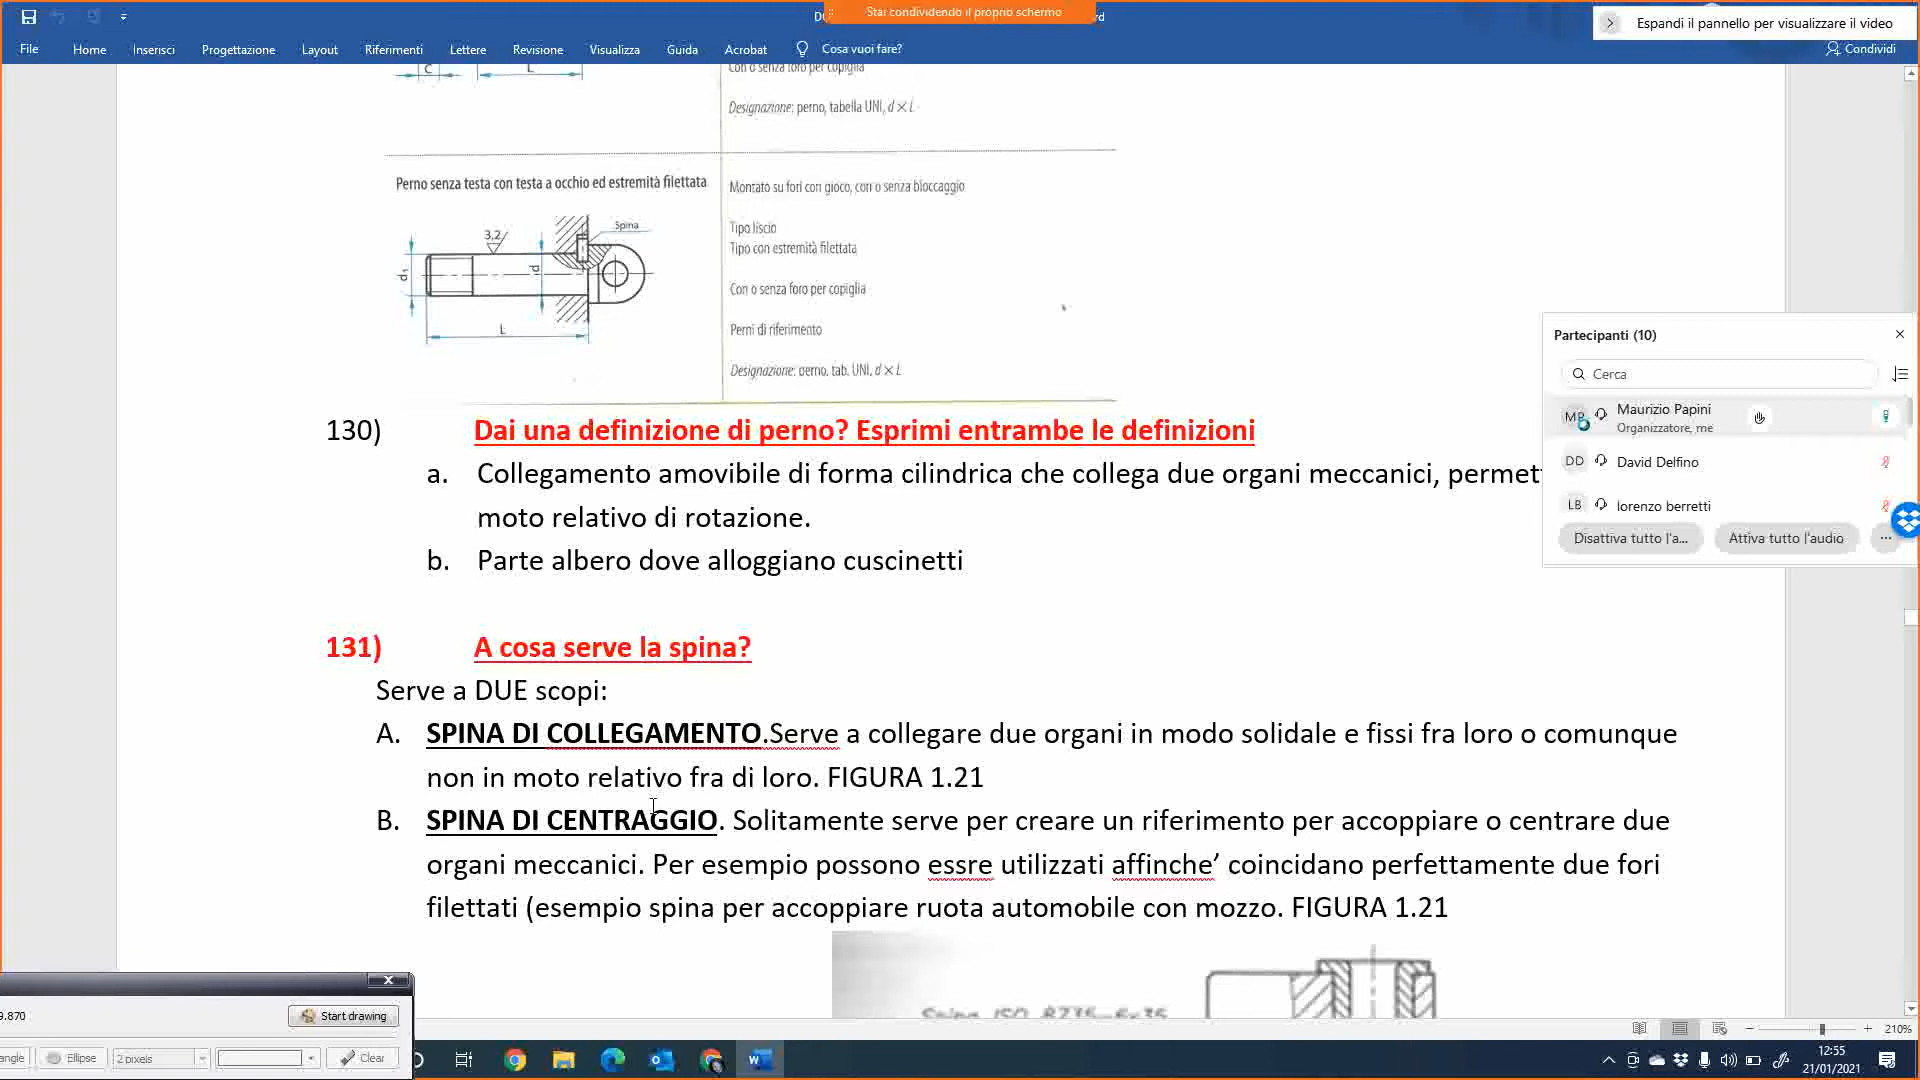 Stai condividendo il proprio schermo
rd
Espandi il pannello per visualizzare il video
File Home Inserisci Progettazione Layout Riferimenti Lettere Revisione Visualizza Guida Acrobat Cosa vuoi fare? Condividi
C L
Con o senza foro per copiglia
Designazione: perno, tabella UNI, d × L
Perno senza testa con testa a occhio ed estremità filettata
Montato su fori con gioco, con o senza bloccaggio
Spina
3,2
Tipo liscio
Tipo con estremità filettata
d₁ d
Con o senza foro per copiglia
L
Perni di riferimento
Designazione: perno, tab. UNI, d × L
130) Dai una definizione di perno? Esprimi entrambe le definizioni
a. Collegamento amovibile di forma cilindrica che collega due organi meccanici, permett
moto relativo di rotazione.
b. Parte albero dove alloggiano cuscinetti
131) A cosa serve la spina?
Serve a DUE scopi:
A. SPINA DI COLLEGAMENTO.Serve a collegare due organi in modo solidale e fissi fra loro o comunque
non in moto relativo fra di loro. FIGURA 1.21
B. SPINA DI CENTRAGGIO. Solitamente serve per creare un riferimento per accoppiare o centrare due
organi meccanici. Per esempio possono essre utilizzati affinche’ coincidano perfettamente due fori
filettati (esempio spina per accoppiare ruota automobile con mozzo. FIGURA 1.21
Partecipanti (10)
Cerca
MP Maurizio Papini
Organizzatore, me
DD David Delfino
LB lorenzo berretti
Disattiva tutto l'a... Attiva tutto l'audio ...
9.870
Start drawing
angle Ellipse 2 pixels Clear
210%
12:55
21/01/2021